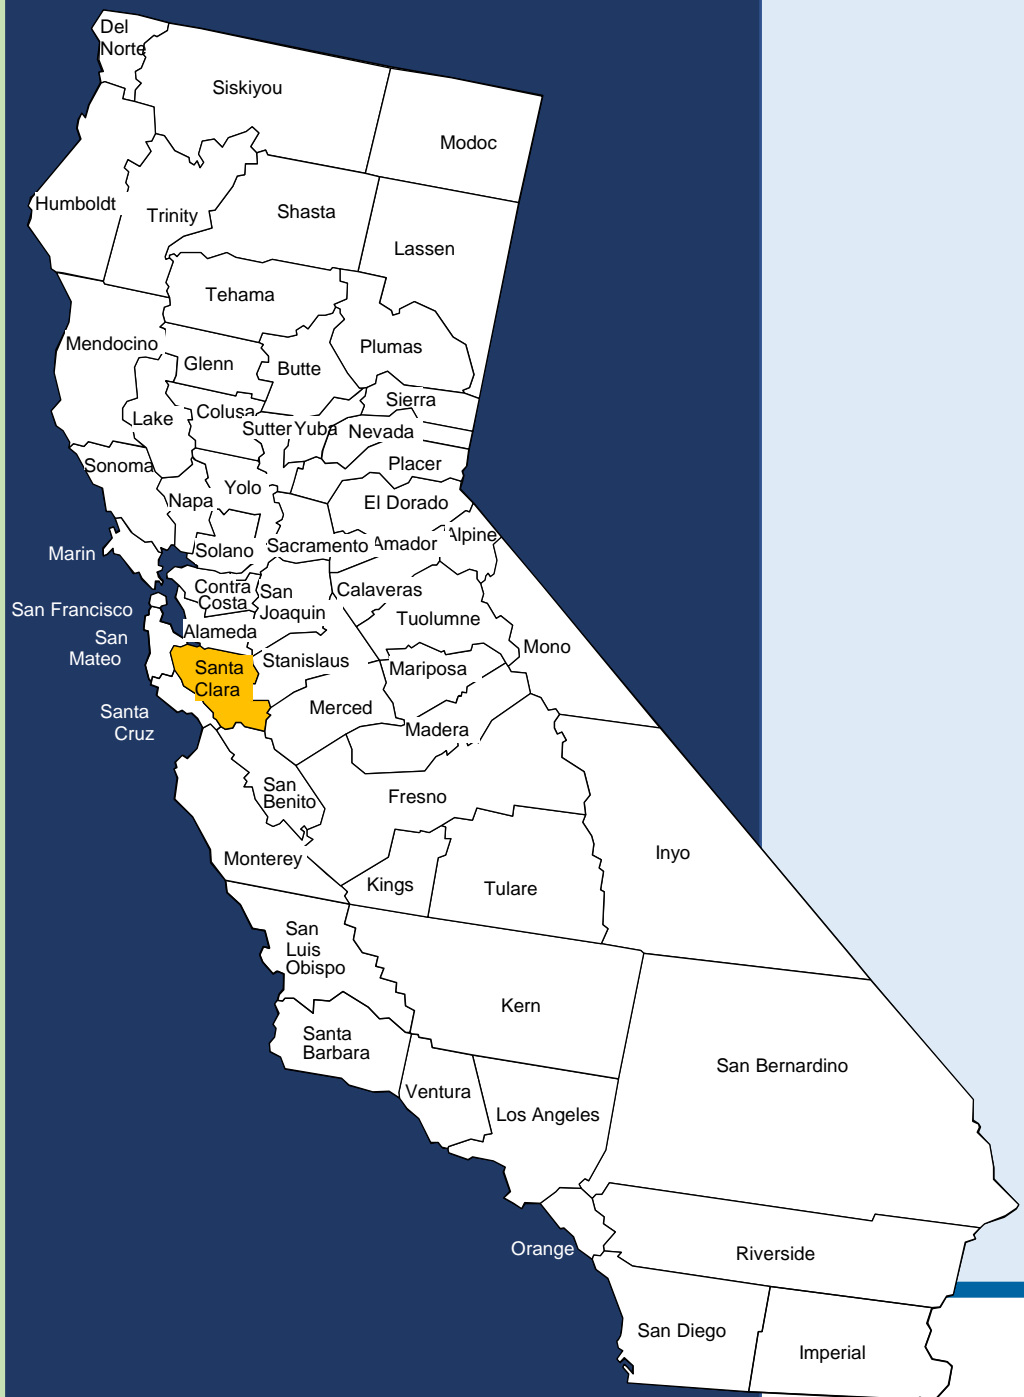 Del
Norte
Siskiyou
Modoc
Humboldt
Trinity
Shasta
Lassen
Tehama
Mendocino
Glenn
Butte
Plumas
Lake
Colusa
Sutter
Yuba
Sierra
Nevada
Placer
Sonoma
Napa
Yolo
El Dorado
Marin
Solano
Sacramento
Amador
Alpine
Contra
Costa
San
Joaquin
Calaveras
Tuolumne
San Francisco
Alameda
Mono
San
Mateo
Santa
Clara
Stanislaus
Mariposa
Santa
Cruz
Merced
Madera
San
Benito
Fresno
Monterey
Kings
Tulare
Inyo
San
Luis
Obispo
Kern
Santa
Barbara
Ventura
Los Angeles
San Bernardino
Orange
Riverside
San Diego
Imperial